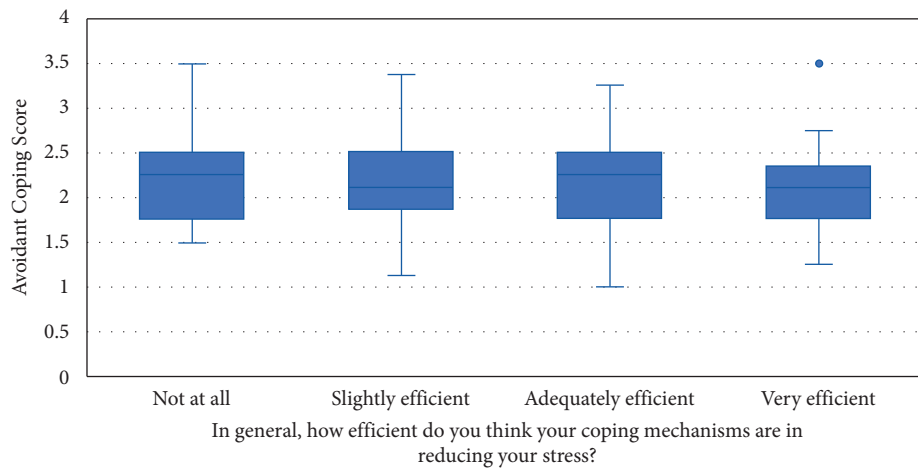 4
3.5
3
2.5
2
1.5
1
0.5
0
Avoidant Coping Score
Not at all
Slightly efficient
Adequately efficient
Very efficient
In general, how efficient do you think your coping mechanisms are in
reducing your stress?